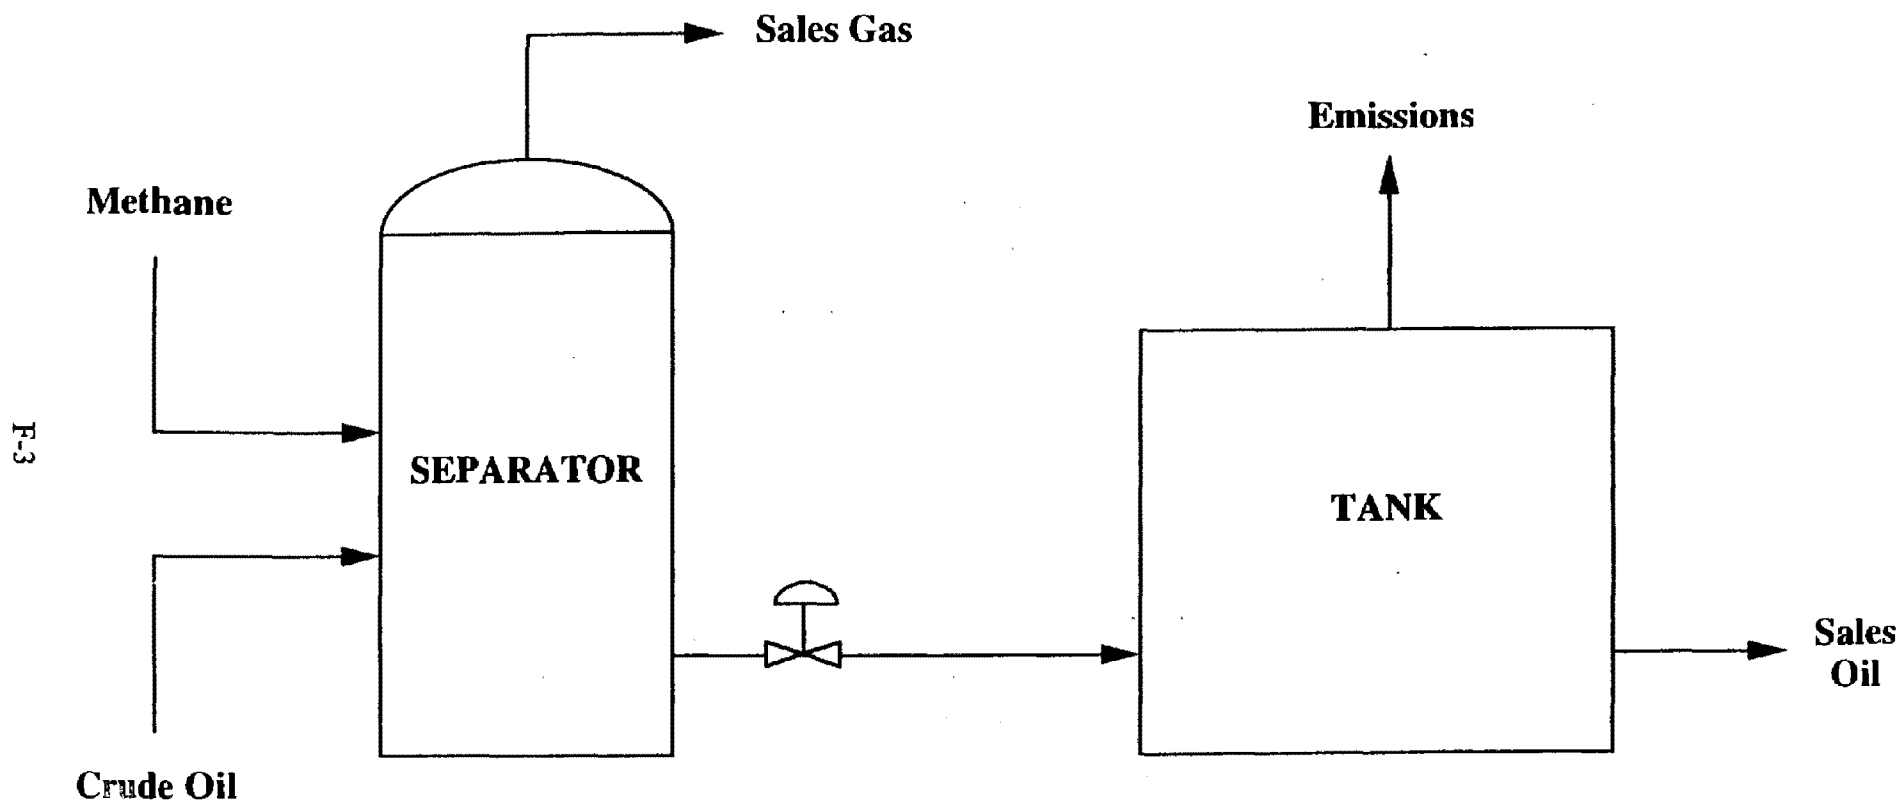 Sales Gas
Emissions
Methane
F-3
SEPARATOR
TANK
Sales
Oil
Crude Oil